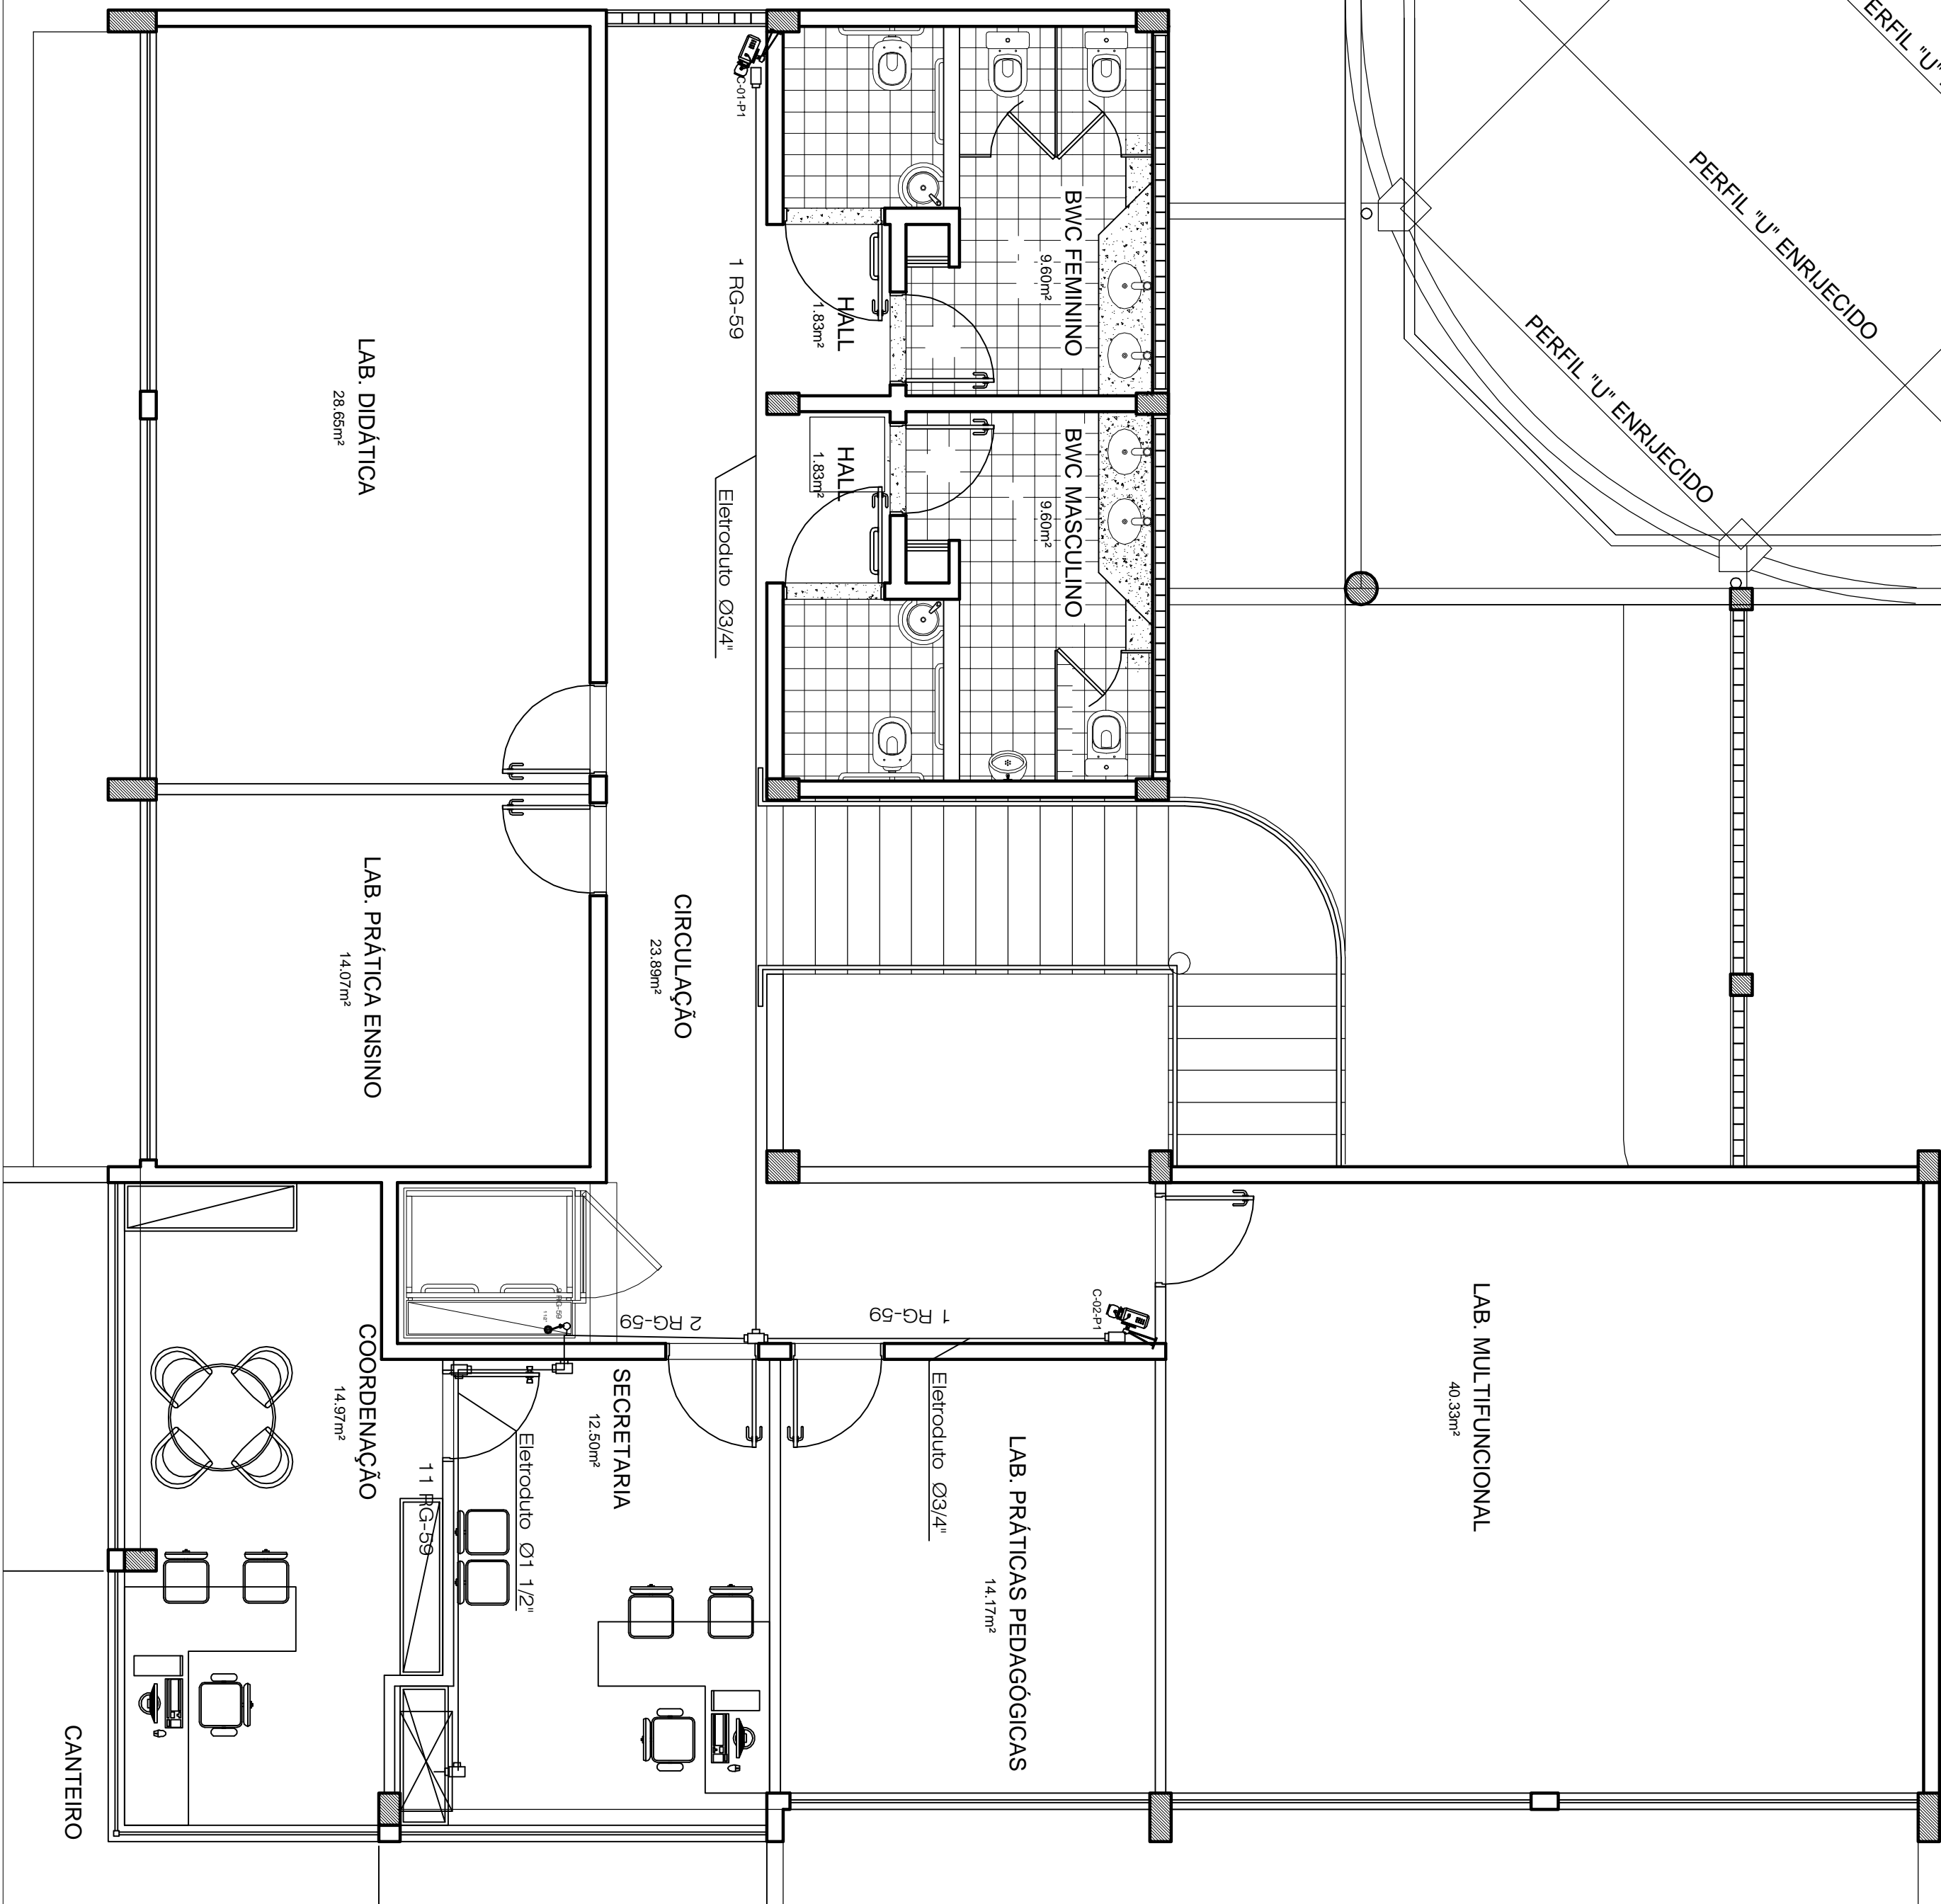 PERFIL "U" ENRIJECIDO
PERFIL "U" ENRIJECIDO
C-01-P1
BWC FEMININO
9.60m²
HALL
1.83m²
1 RG-59
BWC MASCULINO
9.60m²
HALL
1.83m²
Eletroduto Ø3/4"
LAB. DIDÁTICA
28.65m²
CIRCULAÇÃO
23.89m²
LAB. PRÁTICA ENSINO
14.07m²
LAB. MULTIFUNCIONAL
40.33m²
C-02-P1
1 RG-59
2 RG-59
COORDENAÇÃO
14.97m²
SECRETARIA
12.50m²
Eletroduto Ø3/4"
LAB. PRÁTICAS PEDAGÓGICAS
14.17m²
Eletroduto Ø1 1/2"
11 RG-59
CANTEIRO